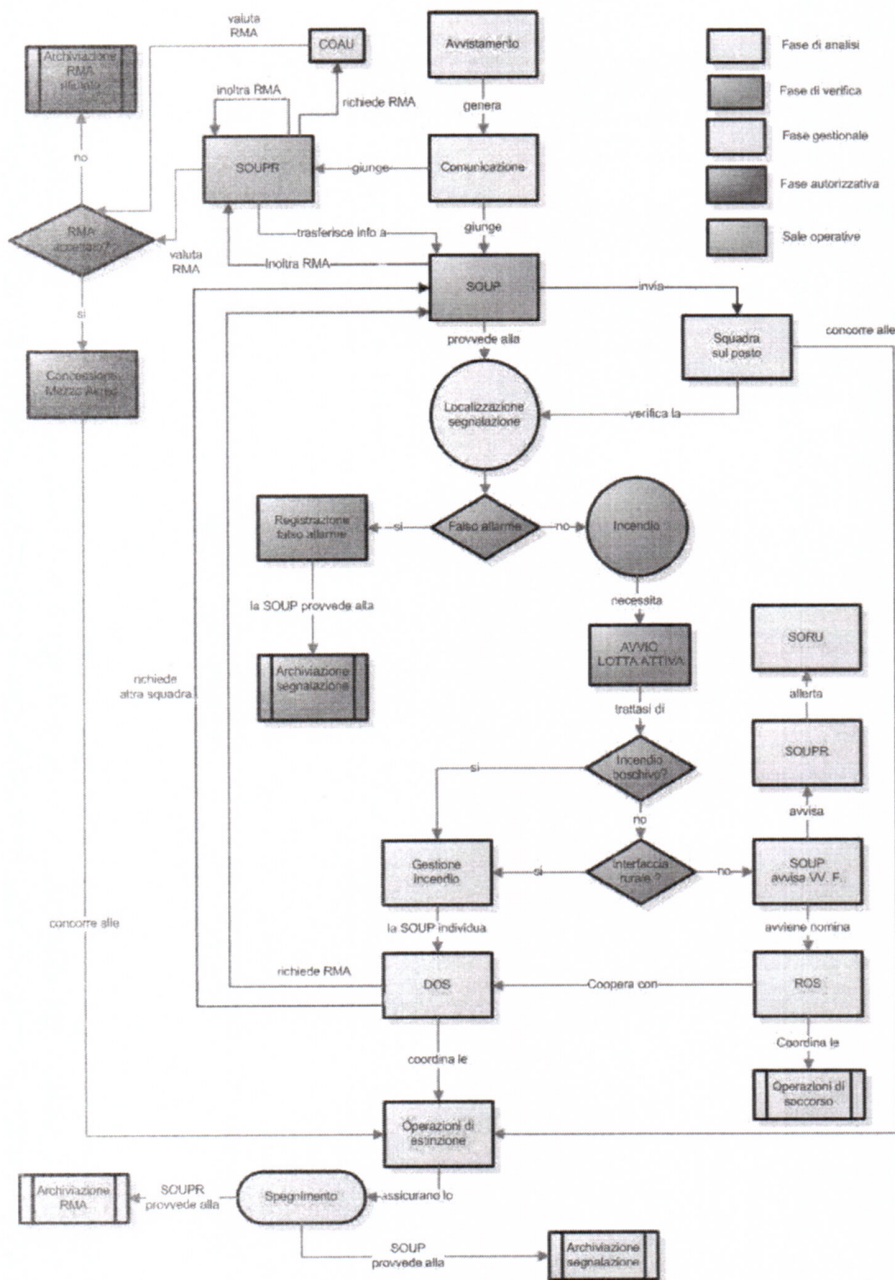 valuta
RMA
COAU
Avvistamento
Fase di analisi
Archiviazione
RMA
rifiutato
inoltra RMA
richiede RMA
genera
Fase di verifica
no
SOUPR
giunge
Comunicazione
Fase gestionale
Fase autorizzativa
RMA
accettato?
valuta
RMA
trasferisce info a
giunge
Inoltra RMA
Sale operative
SOUP
invia
si
provvede alla
Squadra
sul posto
concorre alle
Concessione
Mezzo Aereo
Localizzazione
segnalazione
verifica la
Registrazione
falso allarme
si
Falso allarme
no
Incendio
la SOUP provvede alla
necessita
SORU
AVVIO
LOTTA ATTIVA
richiede
altra squadra
Archiviazione
segnalazione
allerta
trattasi di
SOUPR
si
Incendio
boschivo?
avvisa
no
Gestione
Incendio
si
Interfaccia
rurale ?
no
SOUP
avvisa VV. F.
concorre alle
la SOUP individua
avviene nomina
richiede RMA
DOS
Coopera con
ROS
coordina le
Coordina le
Operazioni di
soccorso
Operazioni di
estinzione
Archiviazione
RMA
SOUPR
provvede alla
Spegnimento
assicurano lo
SOUP
provvede alla
Archiviazione
segnalazione